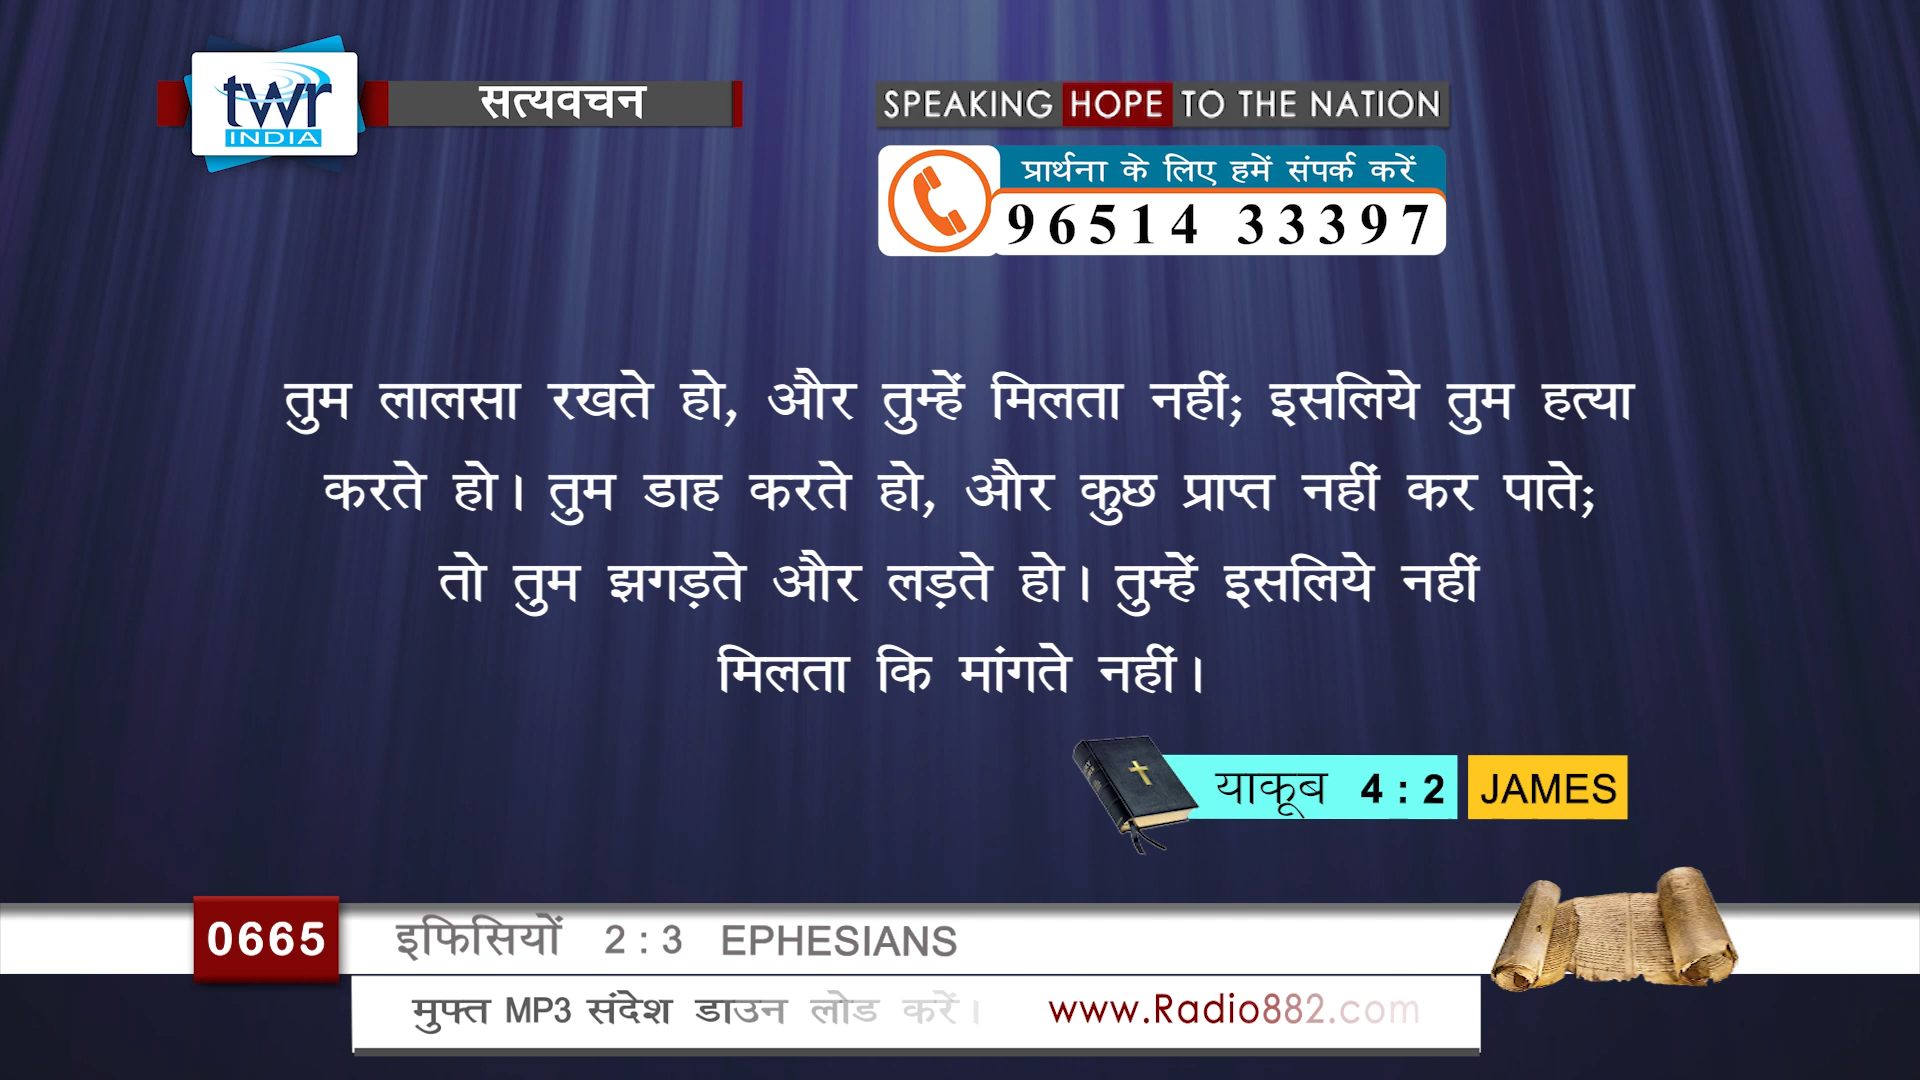 twr
INDIA
सत्यवचन
SPEAKING HOPE TO THE NATION
प्रार्थना के लिए हमें संपर्क करें
96514 33397
तुम लालसा रखते हो, और तुम्हें मिलता नहीं; इसलिये तुम हत्या
करते हो। तुम डाह करते हो, और कुछ प्राप्त नहीं कर पाते;
तो तुम झगड़ते और लड़ते हो। तुम्हें इसलिये नहीं
मिलता कि मांगते नहीं।
याकूब 4 : 2 JAMES
0665 इफिसियों 2 : 3 EPHESIANS
मुफ्त MP3 संदेश डाउन लोड करें। www.Radio882.com